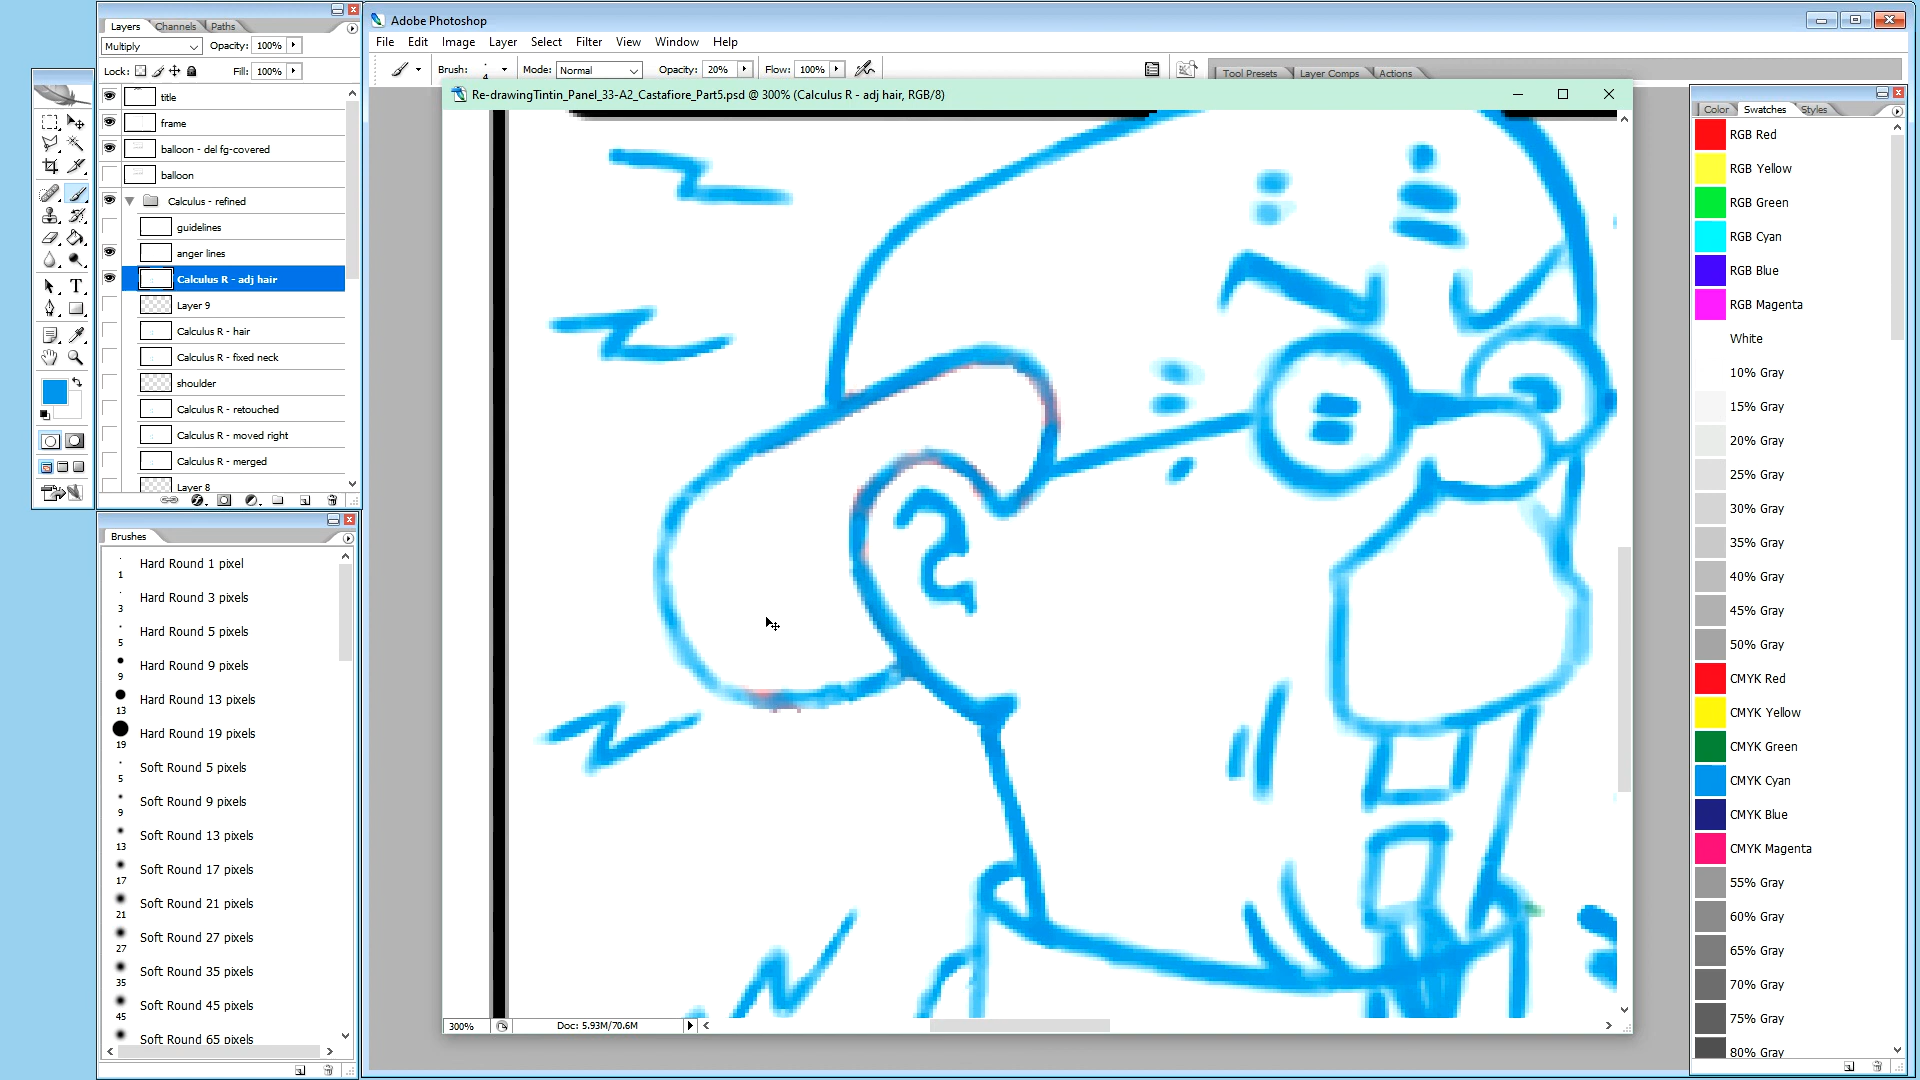 Layers Channels Paths
Multiply Opacity: 100%
Lock: Fill: 100%
title
frame
balloon - del fg-covered
balloon
Calculus - refined
guidelines
anger lines
Calculus R - adj hair
Layer 9
Calculus R - hair
Calculus R - fixed neck
shoulder
Calculus R - retouched
Calculus R - moved right
Calculus R - merged
Layer 8
Brushes
1 Hard Round 1 pixel
3 Hard Round 3 pixels
5 Hard Round 5 pixels
9 Hard Round 9 pixels
13 Hard Round 13 pixels
19 Hard Round 19 pixels
5 Soft Round 5 pixels
9 Soft Round 9 pixels
13 Soft Round 13 pixels
17 Soft Round 17 pixels
21 Soft Round 21 pixels
27 Soft Round 27 pixels
35 Soft Round 35 pixels
45 Soft Round 45 pixels
Soft Round 65 pixels
Adobe Photoshop
File Edit Image Layer Select Filter View Window Help
Brush: Mode: Normal Opacity: 20% Flow: 100%
Tool Presets Layer Comps Actions
Re-drawingTintin_Panel_33-A2_Castafiore_Part5.psd @ 300% (Calculus R - adj hair, RGB/8)
300% Doc: 5.93M/70.6M
Color Swatches Styles
RGB Red
RGB Yellow
RGB Green
RGB Cyan
RGB Blue
RGB Magenta
White
10% Gray
15% Gray
20% Gray
25% Gray
30% Gray
35% Gray
40% Gray
45% Gray
50% Gray
CMYK Red
CMYK Yellow
CMYK Green
CMYK Cyan
CMYK Blue
CMYK Magenta
55% Gray
60% Gray
65% Gray
70% Gray
75% Gray
80% Gray